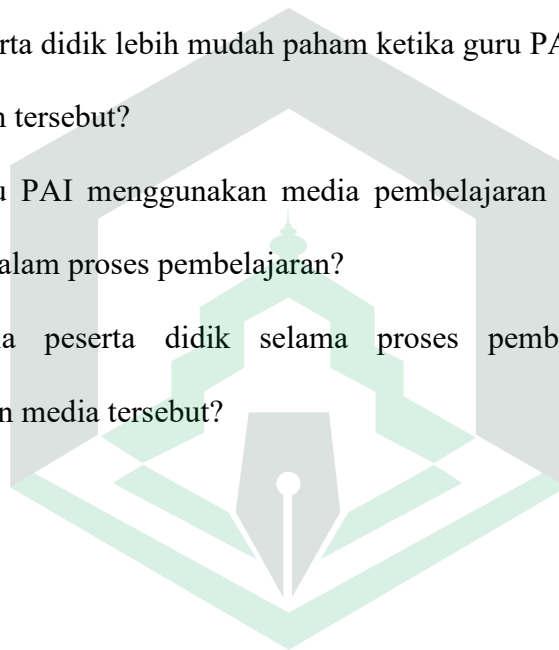 rta didik lebih mudah paham ketika guru PA
n tersebut?
u PAI menggunakan media pembelajaran
alam proses pembelajaran?
a peserta didik selama proses pemb
n media tersebut?